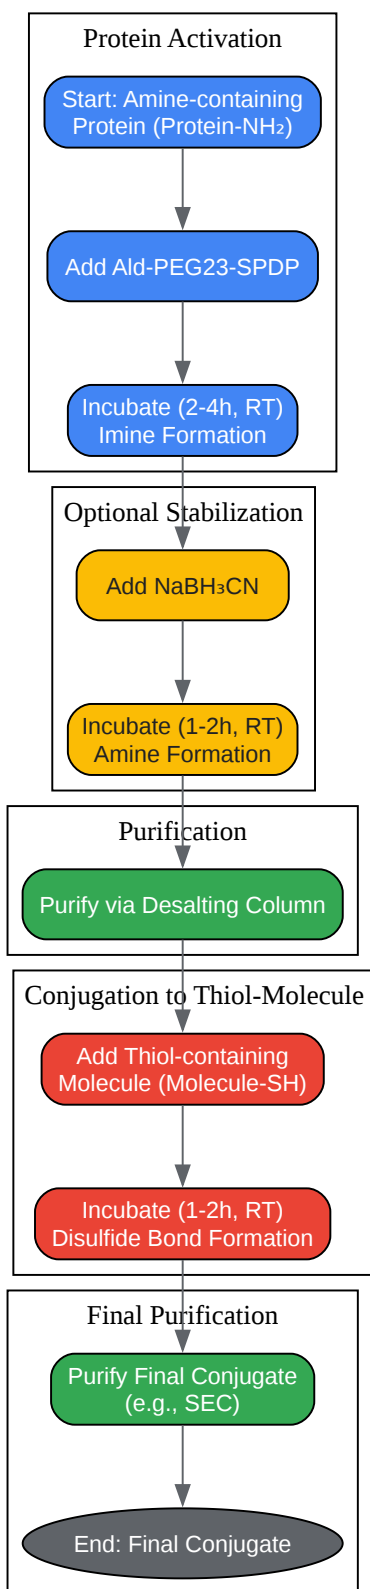 Protein Activation
Start: Amine-containing
Protein (Protein-NH₂)
Add Ald-PEG23-SPDP
Incubate (2-4h, RT)
Imine Formation
Optional Stabilization
Add NaBH₃CN
Incubate (1-2h, RT)
Amine Formation
Purification
Purify via Desalting Column
Conjugation to Thiol-Molecule
Add Thiol-containing
Molecule (Molecule-SH)
Incubate (1-2h, RT)
Disulfide Bond Formation
Final Purification
Purify Final Conjugate
(e.g., SEC)
End: Final Conjugate